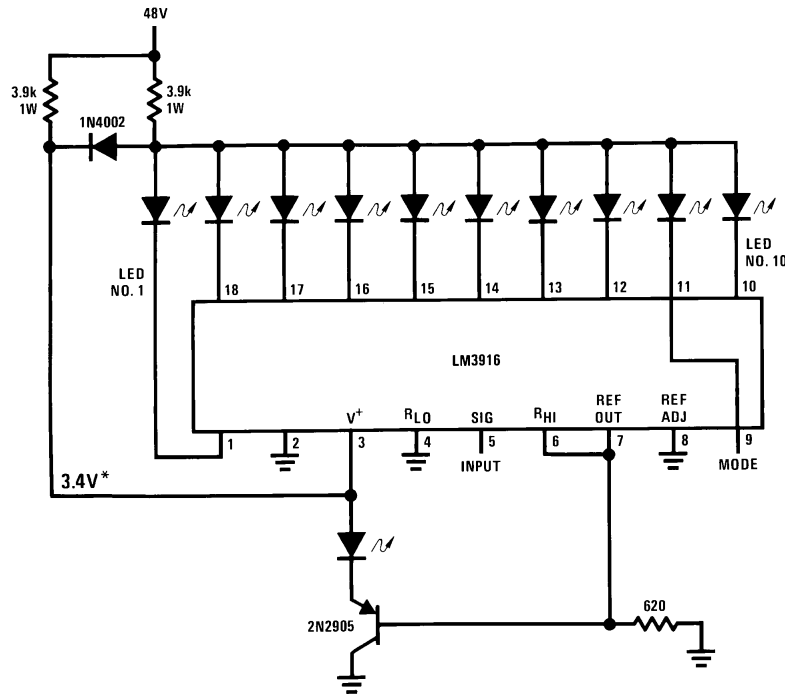 48V
3.9k
1W
3.9k
1W
1N4002
LED
NO. 1
LED
NO. 10
18
17
16
15
14
13
12
11
10
LM3916
V+
RLO
SIG
RHI
REF
OUT
REF
ADJ
1
2
3
4
5
6
7
8
9
INPUT
MODE
3.4V*
2N2905
620